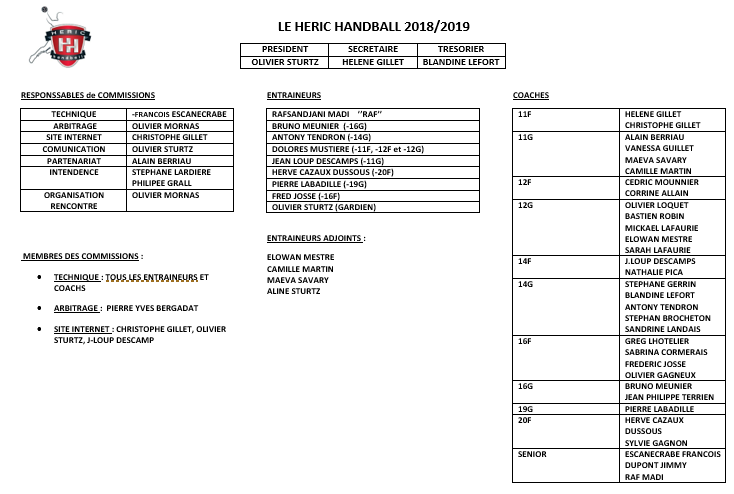 HERIC
HH
handball
LE HERIC HANDBALL 2018/2019
PRESIDENT SECRETAIRE TRESORIER
OLIVIER STURTZ HELENE GILLET BLANDINE LEFORT
RESPONSSABLES de COMMISSIONS
TECHNIQUE -FRANCOIS ESCANECRABE
ARBITRAGE OLIVIER MORNAS
SITE INTERNET CHRISTOPHE GILLET
COMUNICATION OLIVIER STURTZ
PARTENARIAT ALAIN BERRIAU
INTENDENCE STEPHANE LARDIERE
PHILIPEE GRALL
ORGANISATION OLIVIER MORNAS
RENCONTRE
MEMBRES DES COMMISSIONS :
• TECHNIQUE : TOUS LES ENTRAINEURS ET
COACHS
• ARBITRAGE : PIERRE YVES BERGADAT
• SITE INTERNET : CHRISTOPHE GILLET, OLIVIER
STURTZ, J-LOUP DESCAMP
ENTRAINEURS
RAFSANDJANI MADI ''RAF''
BRUNO MEUNIER (-16G)
ANTONY TENDRON (-14G)
DOLORES MUSTIERE (-11F, -12F et -12G)
JEAN LOUP DESCAMPS (-11G)
HERVE CAZAUX DUSSOUS (-20F)
PIERRE LABADILLE (-19G)
FRED JOSSE (-16F)
OLIVIER STURTZ (GARDIEN)
ENTRAINEURS ADJOINTS :
ELOWAN MESTRE
CAMILLE MARTIN
MAEVA SAVARY
ALINE STURTZ
COACHES
11F HELENE GILLET
CHRISTOPHE GILLET
11G ALAIN BERRIAU
VANESSA GUILLET
MAEVA SAVARY
CAMILLE MARTIN
12F CEDRIC MOUNNIER
CORRINE ALLAIN
12G OLIVIER LOQUET
BASTIEN ROBIN
MICKAEL LAFAURIE
ELOWAN MESTRE
SARAH LAFAURIE
14F J.LOUP DESCAMPS
NATHALIE PICA
14G STEPHANE GERRIN
BLANDINE LEFORT
ANTONY TENDRON
STEPHAN BROCHETON
SANDRINE LANDAIS
16F GREG LHOTELIER
SABRINA CORMERAIS
FREDERIC JOSSE
OLIVIER GAGNEUX
16G BRUNO MEUNIER
JEAN PHILIPPE TERRIEN
19G PIERRE LABADILLE
20F HERVE CAZAUX
DUSSOUS
SYLVIE GAGNON
SENIOR ESCANECRABE FRANCOIS
DUPONT JIMMY
RAF MADI